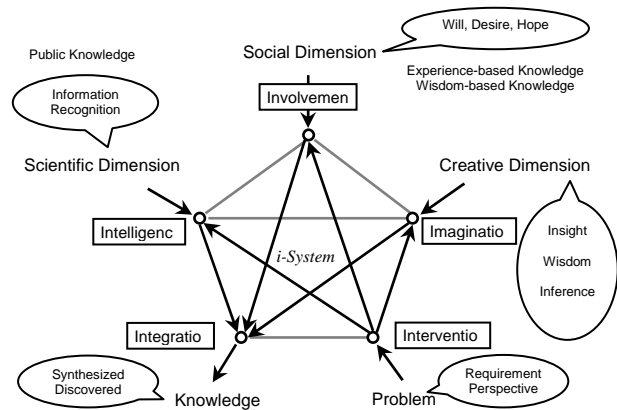 Will, Desire, Hope
Social Dimension
Public Knowledge
Experience-based Knowledge
Wisdom-based Knowledge
Information
Recognition
Involvemen
Scientific Dimension
Creative Dimension
Intelligenc
Imaginatio
Insight
Wisdom
Inference
i-System
Integratio
Interventio
Synthesized
Discovered
Knowledge
Problem
Requirement
Perspective